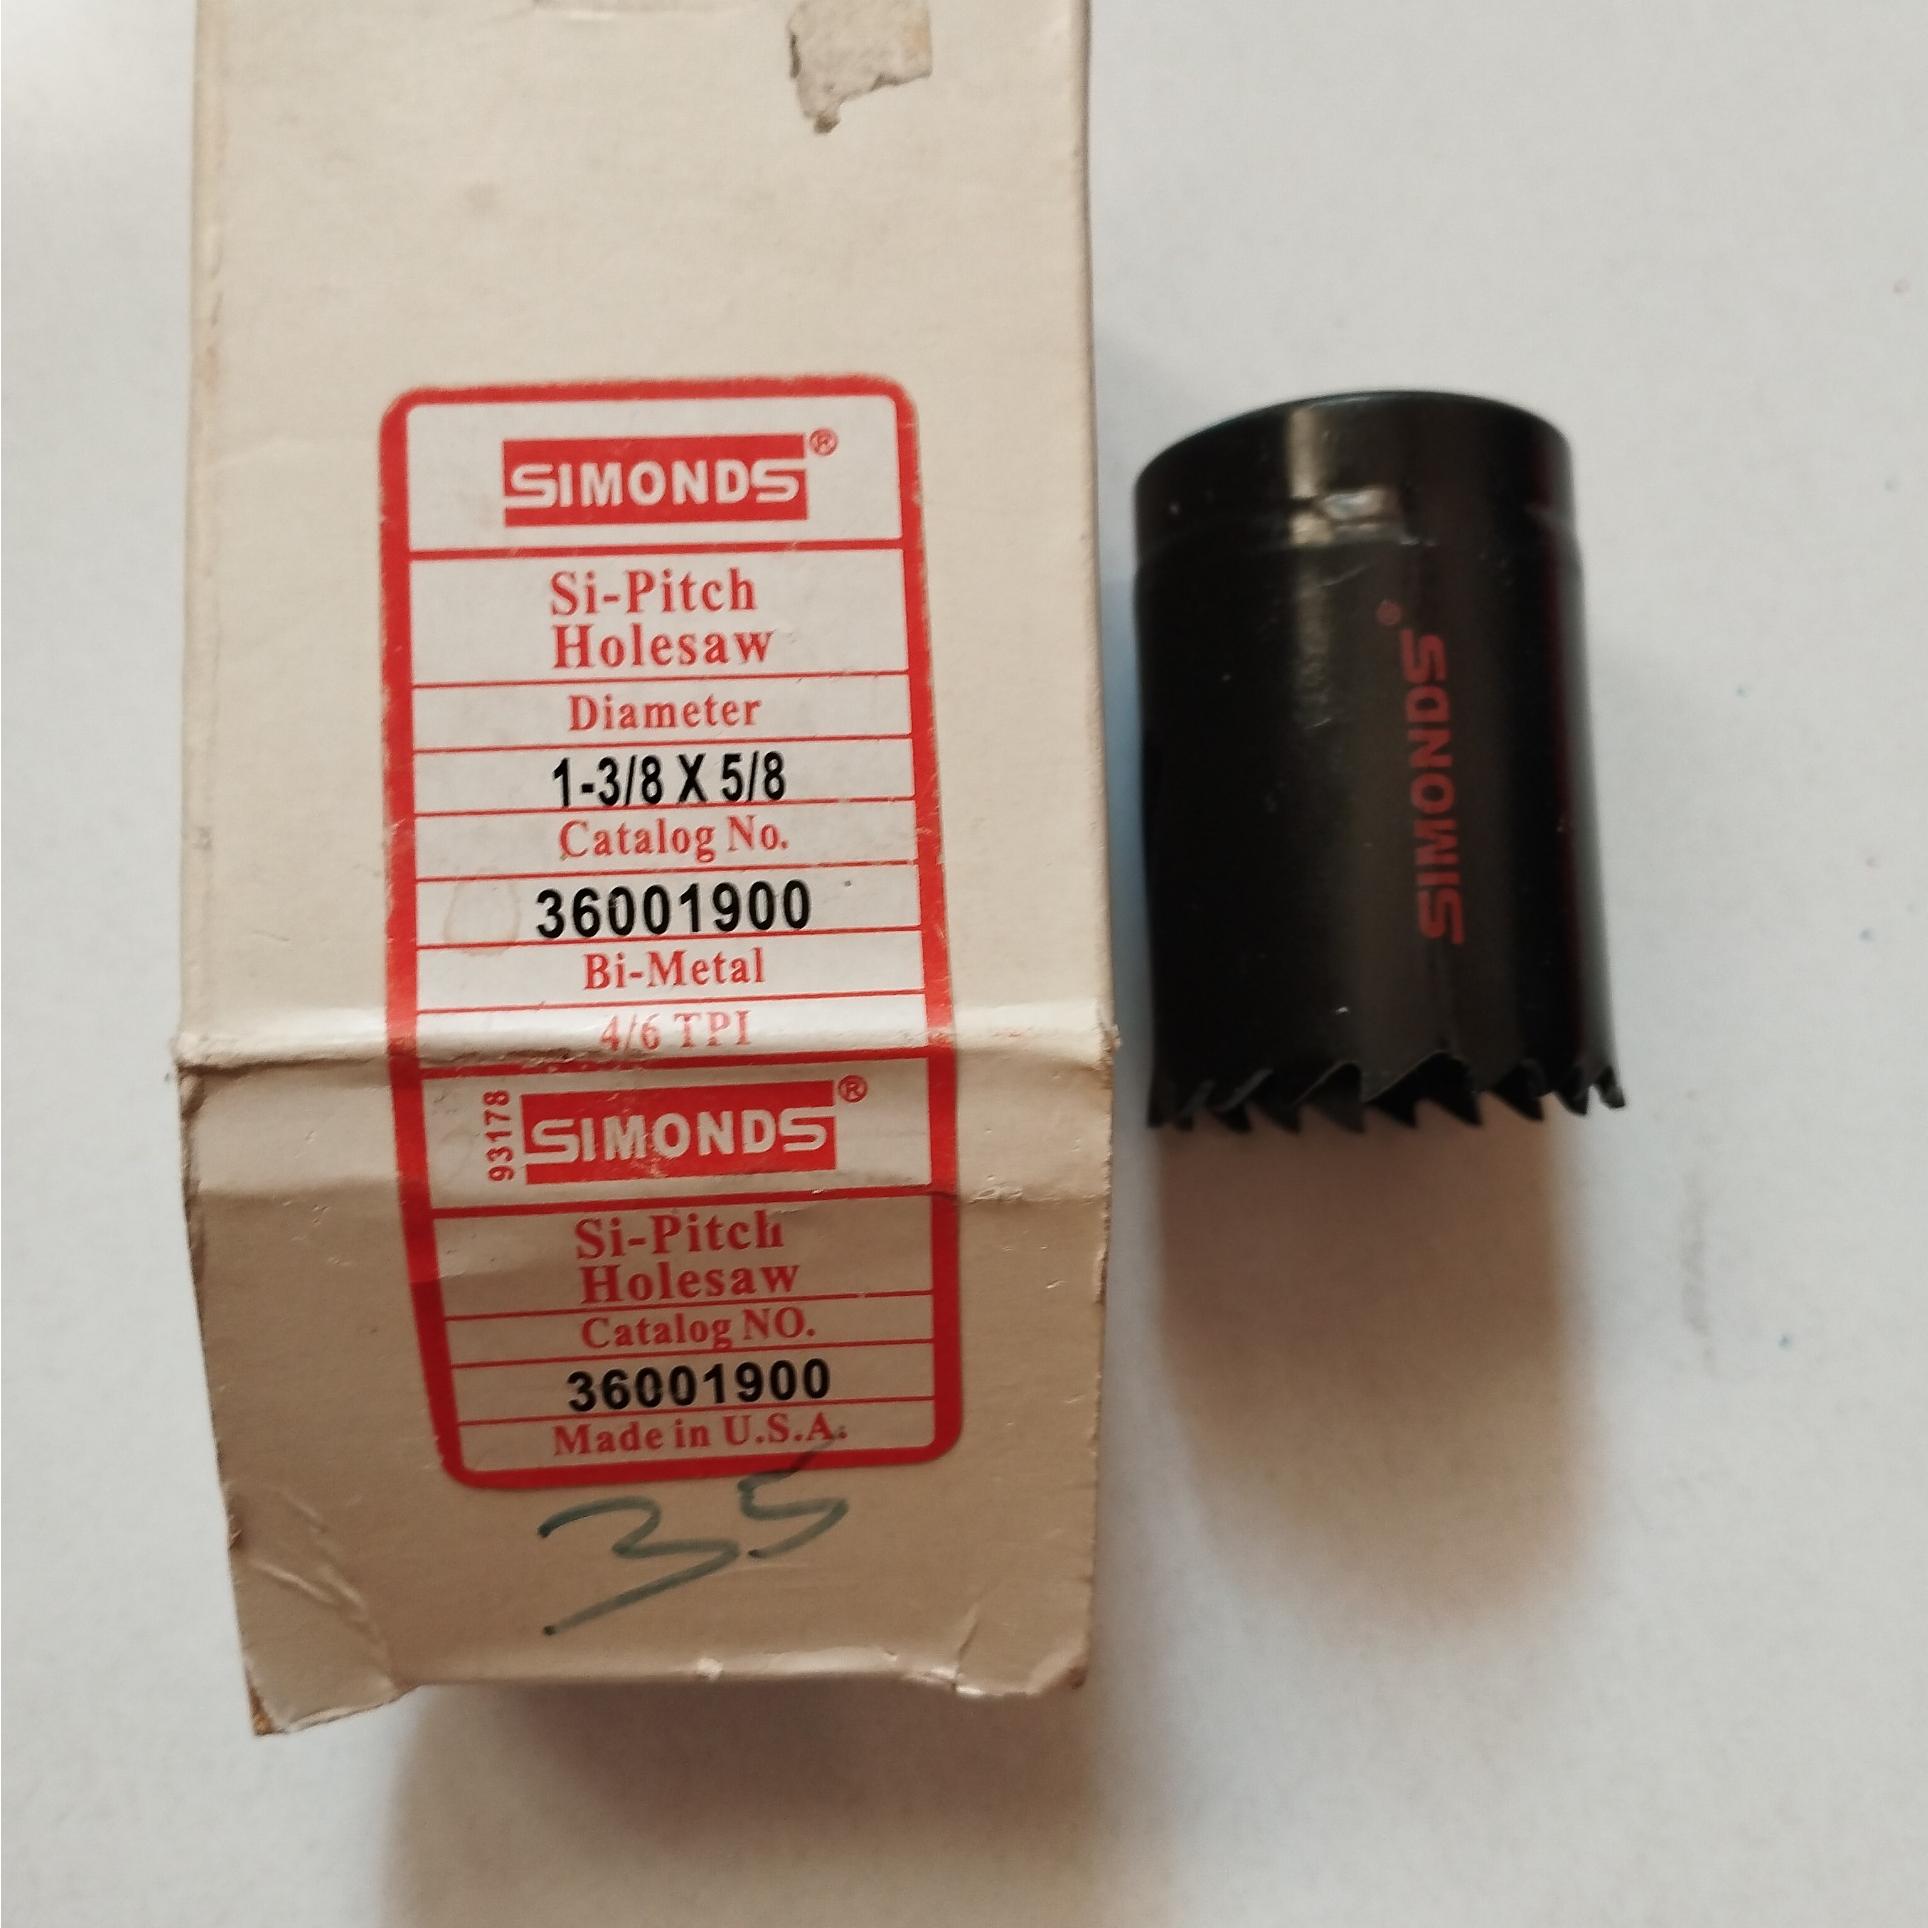 SIMONDS®
Si-Pitch
Holesaw
Diameter
1-3/8 X 5/8
Catalog No.
36001900
Bi-Metal
4/6 TPI
93178
SIMONDS®
Si-Pitch
Holesaw
Catalog NO.
36001900
Made in U.S.A.
35
SIMONDS®